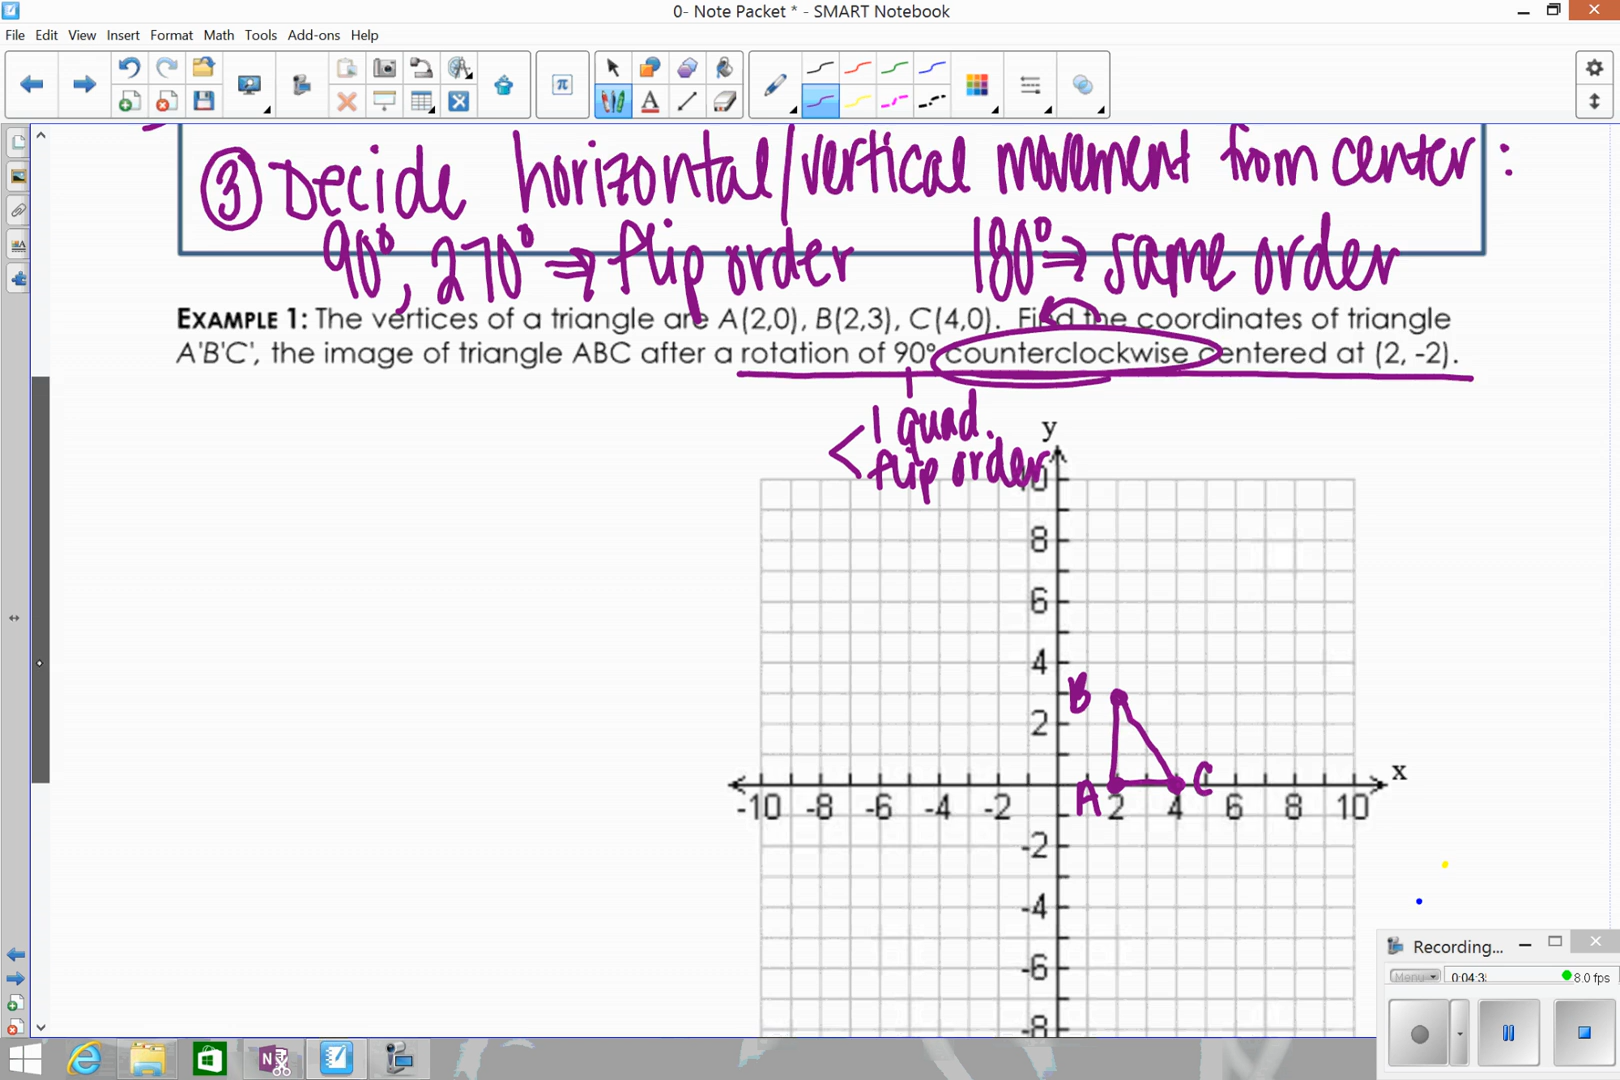 0- Note Packet * - SMART Notebook
File Edit View Insert Format Math Tools Add-ons Help
π
A
③ Decide horizontal/vertical movement from center:
90°, 270° ⇒ flip order 180° ⇒ same order
EXAMPLE 1: The vertices of a triangle are A(2,0), B(2,3), C(4,0). Find the coordinates of triangle
A'B'C', the image of triangle ABC after a rotation of 90° counterclockwise centered at (2, -2).
1 quad.
flip order
y
10
8
6
4
B
2
x
A
C
-10 -8 -6 -4 -2 2 4 6 8 10
-2
-4
-6
-8
Recording...
Menu
0:04:3
8.0 fps
N